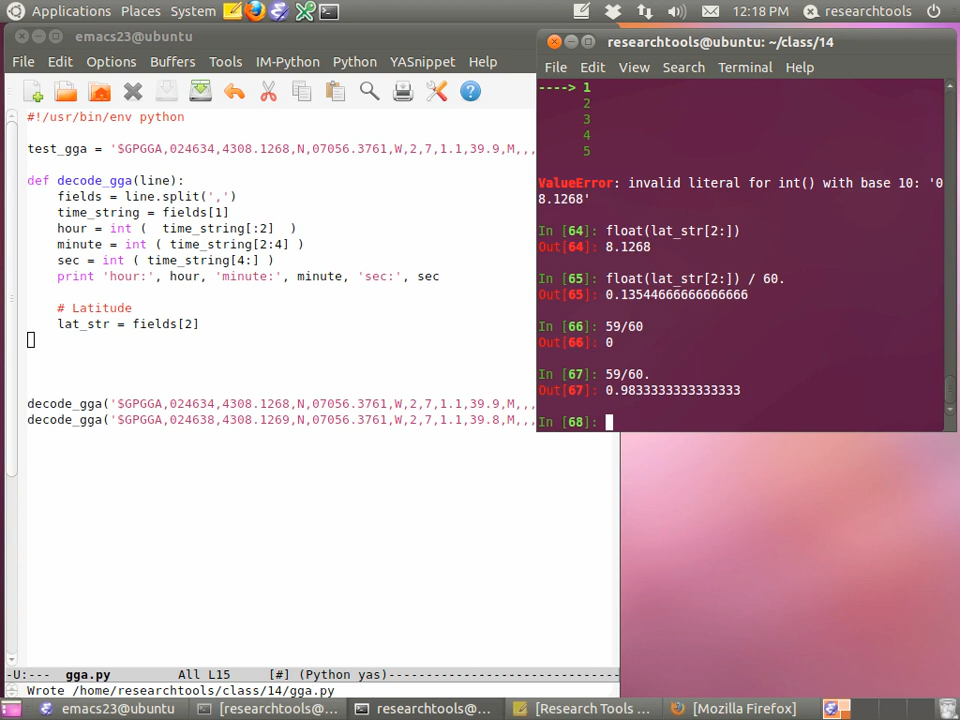 Applications Places System 12:18 PM researchtools
emacs23@ubuntu
File Edit Options Buffers Tools IM-Python Python YASnippet Help
#!/usr/bin/env python
test_gga = '$GPGGA,024634,4308.1268,N,07056.3761,W,2,7,1.1,39.9,M,,,
def decode_gga(line):
fields = line.split(',')
time_string = fields[1]
hour = int (  time_string[:2]  )
minute = int ( time_string[2:4] )
sec = int ( time_string[4:] )
print 'hour:', hour, 'minute:', minute, 'sec:', sec
# Latitude
lat_str = fields[2]
decode_gga('$GPGGA,024634,4308.1268,N,07056.3761,W,2,7,1.1,39.9,M,,,
decode_gga('$GPGGA,024638,4308.1269,N,07056.3761,W,2,7,1.1,39.8,M,,,
-U:--- gga.py All L15 [#] (Python yas)------------------------------
Wrote /home/researchtools/class/14/gga.py
researchtools@ubuntu: ~/class/14
File Edit View Search Terminal Help
----> 1
2
3
4
5
ValueError: invalid literal for int() with base 10: '0
8.1268'
In [64]: float(lat_str[2:])
Out[64]: 8.1268
In [65]: float(lat_str[2:]) / 60.
Out[65]: 0.13544666666666666
In [66]: 59/60
Out[66]: 0
In [67]: 59/60.
Out[67]: 0.9833333333333333
In [68]:
emacs23@ubuntu [researchtools@... researchtools@... [Research Tools ... [Mozilla Firefox]